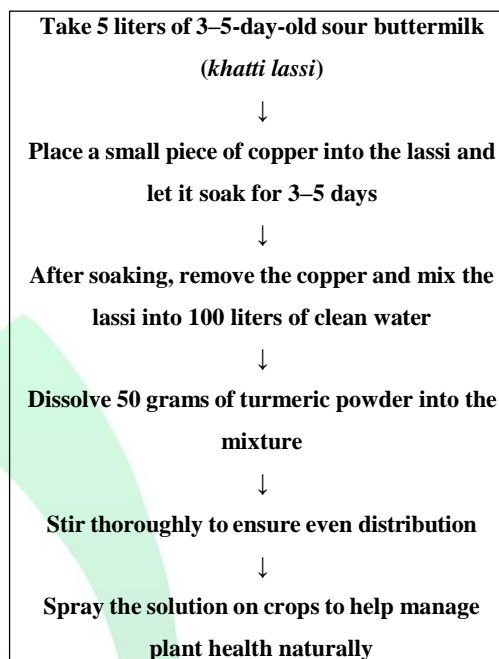 Take 5 liters of 3–5-day-old sour buttermilk
(khatti lassi)
↓
Place a small piece of copper into the lassi and
let it soak for 3–5 days
↓
After soaking, remove the copper and mix the
lassi into 100 liters of clean water
↓
Dissolve 50 grams of turmeric powder into the
mixture
↓
Stir thoroughly to ensure even distribution
↓
Spray the solution on crops to help manage
plant health naturally